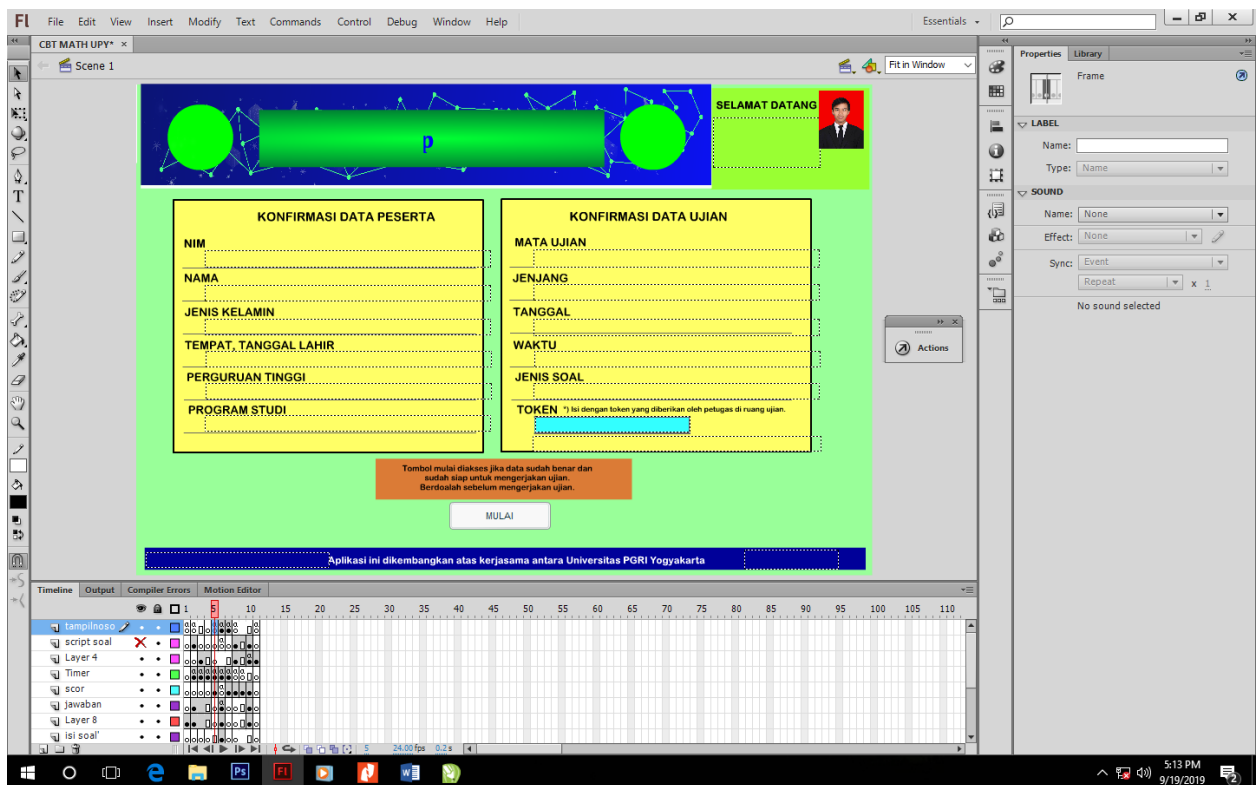 Fl File Edit View Insert Modify Text Commands Control Debug Window Help Essentials
CBT MATH UPY* ×
Scene 1 Fit in Window
Properties Library
Frame
LABEL
Name:
Type: Name
SOUND
Name: None
Effect: None
Sync: Event
Repeat x 1
No sound selected
Actions
p
SELAMAT DATANG
KONFIRMASI DATA PESERTA
NIM
NAMA
JENIS KELAMIN
TEMPAT, TANGGAL LAHIR
PERGURUAN TINGGI
PROGRAM STUDI
KONFIRMASI DATA UJIAN
MATA UJIAN
JENJANG
TANGGAL
WAKTU
JENIS SOAL
TOKEN *) Isi dengan token yang diberikan oleh petugas di ruang ujian.
Tombol mulai diakses jika data sudah benar dan
sudah siap untuk mengerjakan ujian.
Berdoalah sebelum mengerjakan ujian.
MULAI
Aplikasi ini dikembangkan atas kerjasama antara Universitas PGRI Yogyakarta
Timeline Output Compiler Errors Motion Editor
1 5 10 15 20 25 30 35 40 45 50 55 60 65 70 75 80 85 90 95 100 105 110
tampilnoso
script soal
Layer 4
Timer
scor
jawaban
Layer 8
isi soal'
5 24.00 fps 0.2 s
Ps Fl
5:13 PM
9/19/2019
2